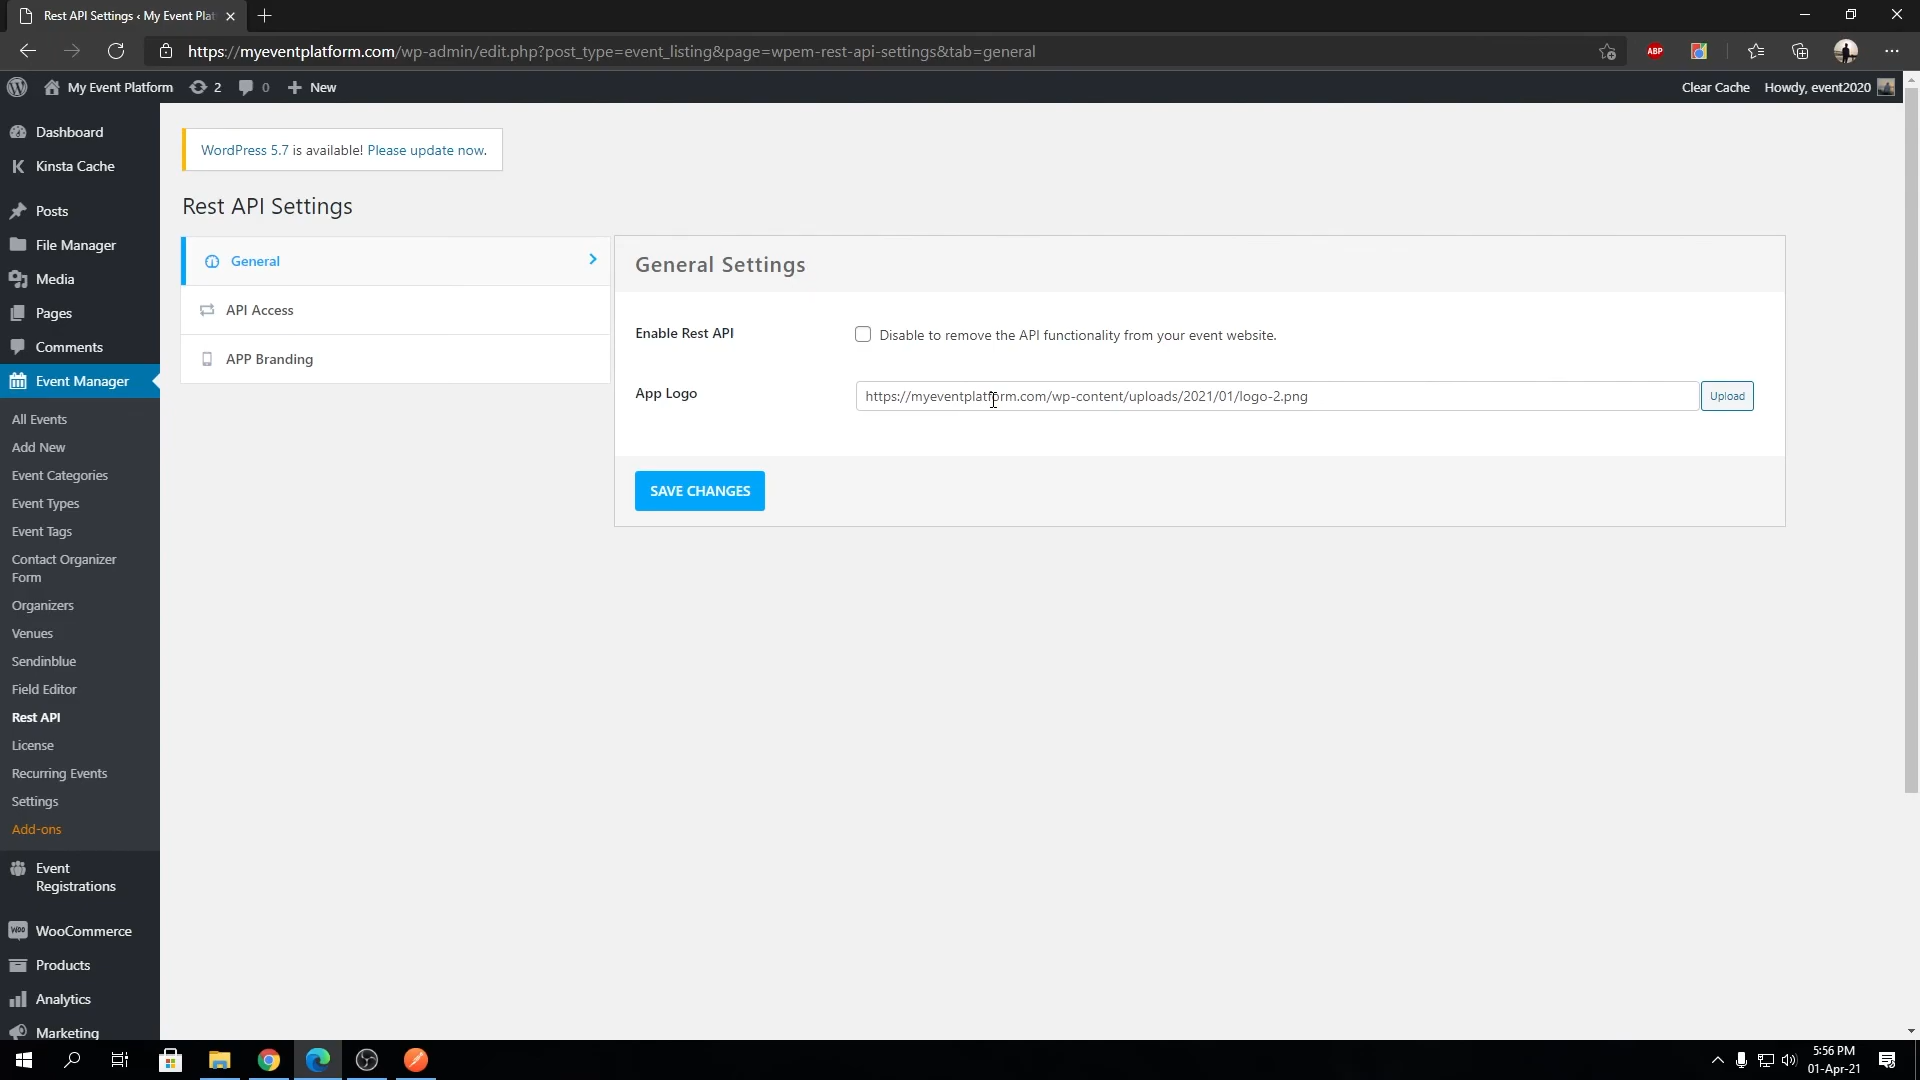 Rest API Settings ‹ My Event Plat
https://myeventplatform.com/wp-admin/edit.php?post_type=event_listing&page=wpem-rest-api-settings&tab=general
ABP
My Event Platform
2
0
New
Clear Cache
Howdy, event2020
Dashboard
Kinsta Cache
Posts
File Manager
Media
Pages
Comments
Event Manager
All Events
Add New
Event Categories
Event Types
Event Tags
Contact Organizer
Form
Organizers
Venues
Sendinblue
Field Editor
Rest API
License
Recurring Events
Settings
Add-ons
Event
Registrations
WooCommerce
Products
Analytics
Marketing
WordPress 5.7 is available! Please update now.
Rest API Settings
General
API Access
APP Branding
General Settings
Enable Rest API
Disable to remove the API functionality from your event website.
App Logo
https://myeventplatform.com/wp-content/uploads/2021/01/logo-2.png
Upload
SAVE CHANGES
5:56 PM
01-Apr-21